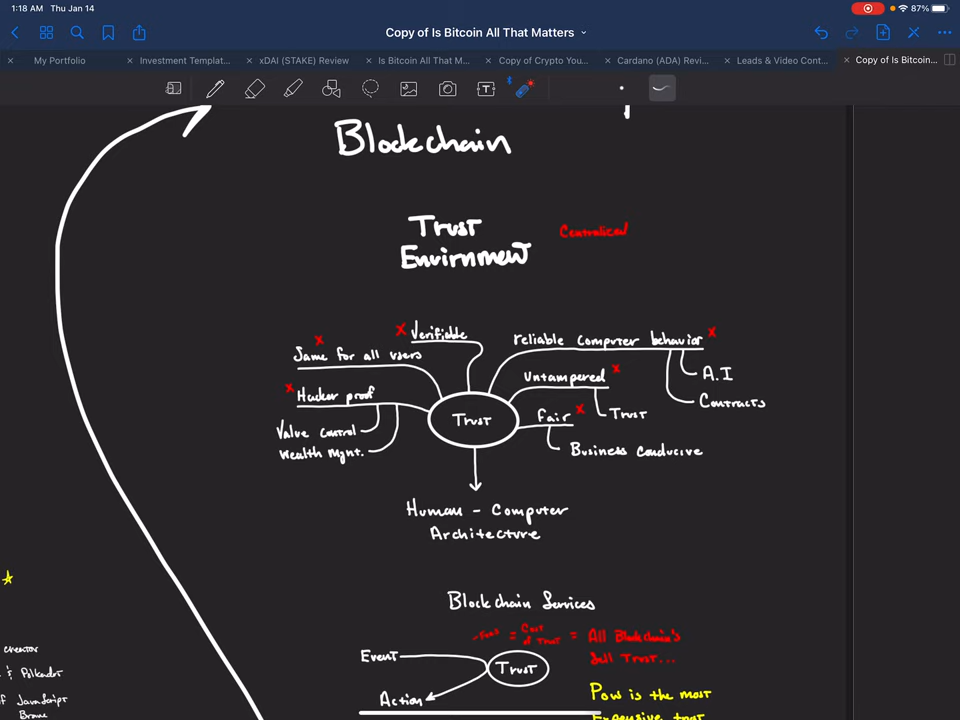 1:18 AM Thu Jan 14
87%
Copy of Is Bitcoin All That Matters
My Portfolio
Investment Templat...
xDAI (STAKE) Review
Is Bitcoin All That M...
Copy of Crypto You...
Cardano (ADA) Revi...
Leads & Video Cont...
Copy of Is Bitcoin...
Blockchain
Trust
Envirnment
Centralized
x Verifiable
x
Same for all users
reliable computer behavior x
A.I
Contracts
x Hacker proof
Value control
Wealth Mgnt.
Untampered x
Trust
Fair x
Business conducive
Trust
Human - Computer
Architecture
Blockchain Services
= Cost of Trust = All Blockchain's
Sell Trust...
Event
Trust
Action
Pow is the most
Expensive trust
creator
& Polkadot
of JavaScript
Brave